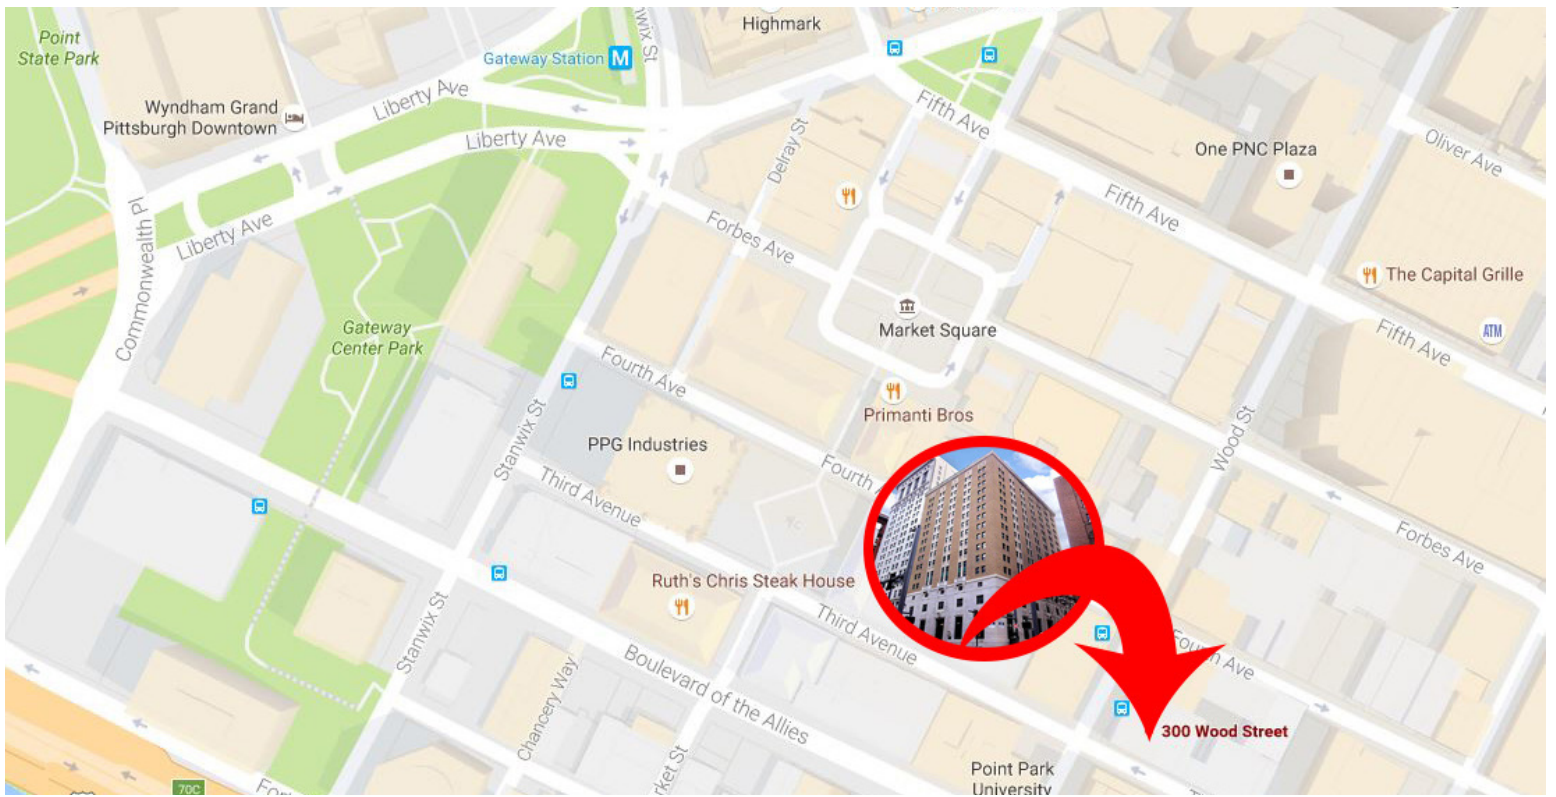 Highmark
Point
State Park
Gateway Station M
Stanwix St
Wyndham Grand
Pittsburgh Downtown
Liberty Ave
Liberty Ave
Liberty Ave
Delray St
Fifth Ave
One PNC Plaza
Oliver Ave
Fifth Ave
Commonwealth Pl
Forbes Ave
The Capital Grille
Market Square
Gateway
Center Park
Fifth Ave
ATM
Fourth Ave
Primanti Bros
Stanwix St
PPG Industries
Wood St
Third Avenue
Fourth
Forbes Ave
Ruth's Chris Steak House
Third Avenue
Stanwix St
Fourth Ave
Boulevard of the Allies
Chancery Way
300 Wood Street
Point Park
University
70C